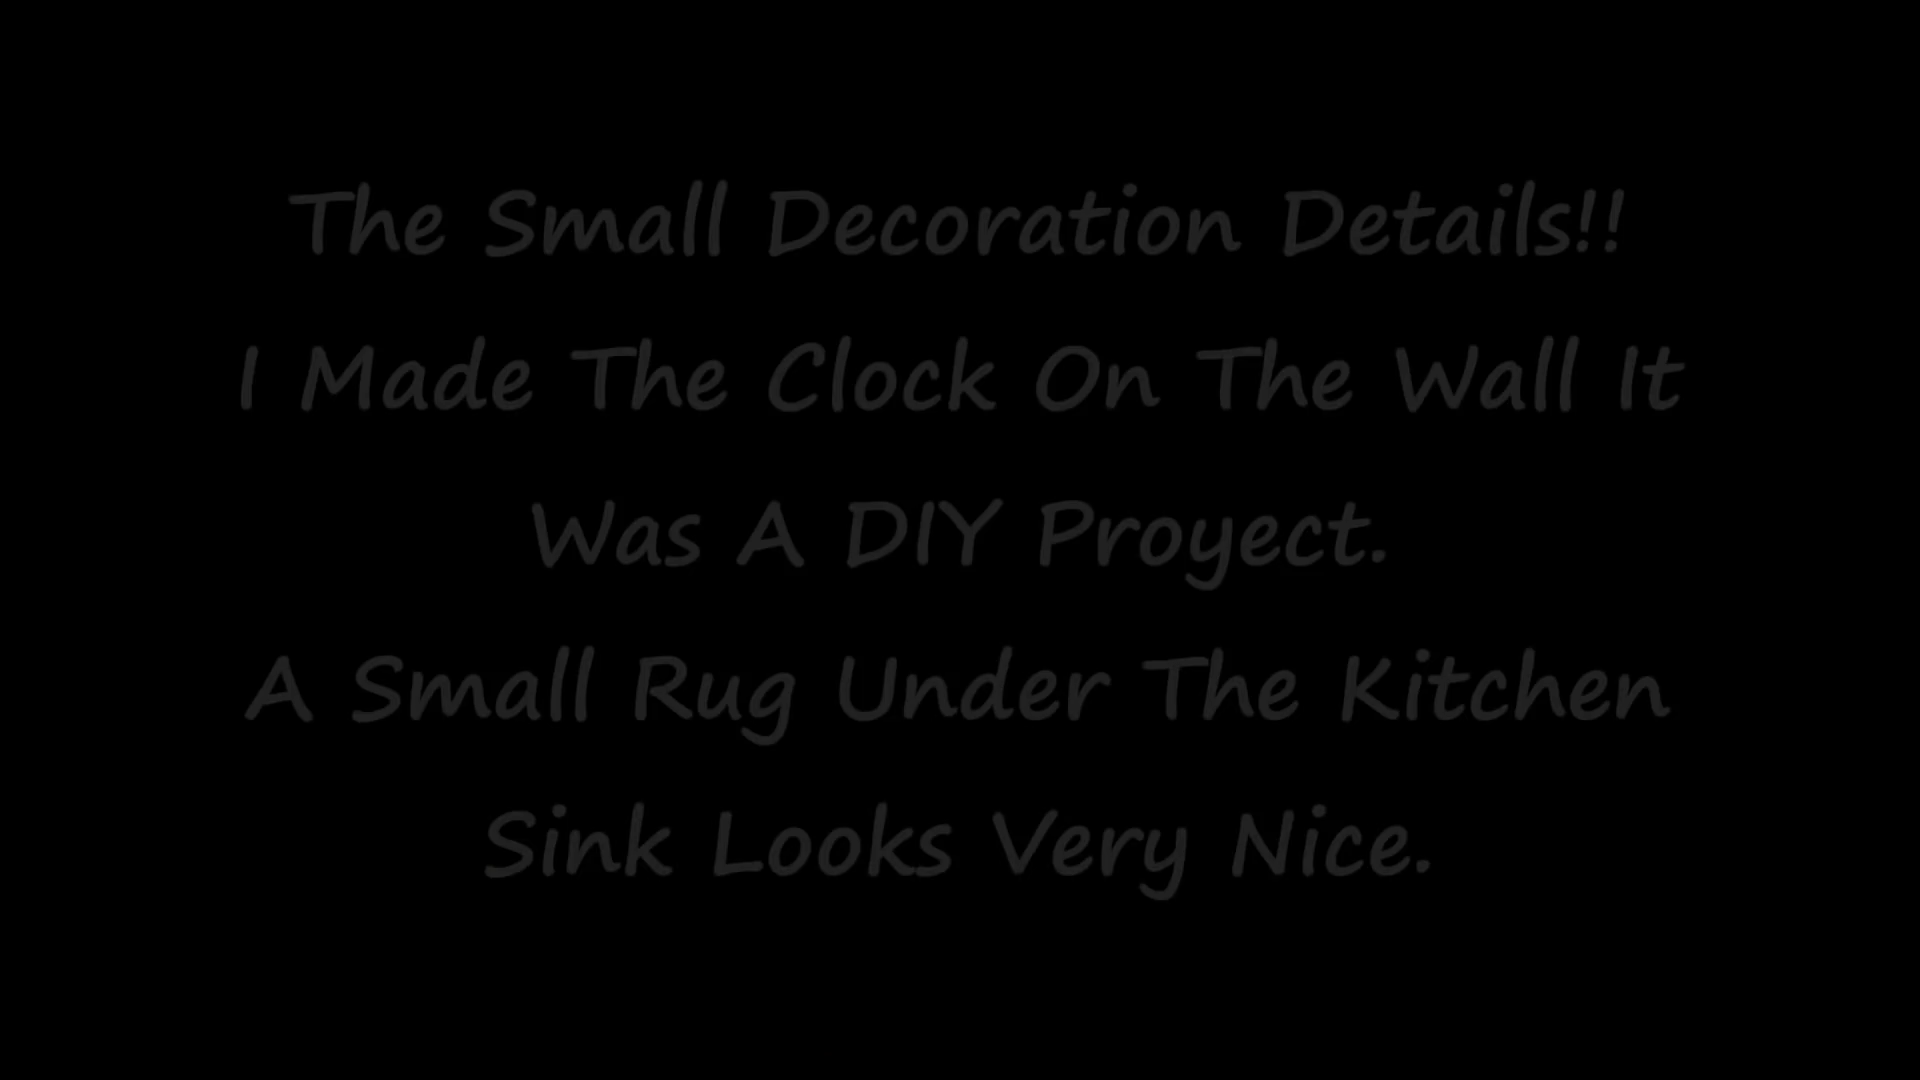 The Small Decoration Details!!
I Made The Clock On The Wall It
Was A DIY Proyect.
A Small Rug Under The Kitchen
Sink Looks Very Nice.